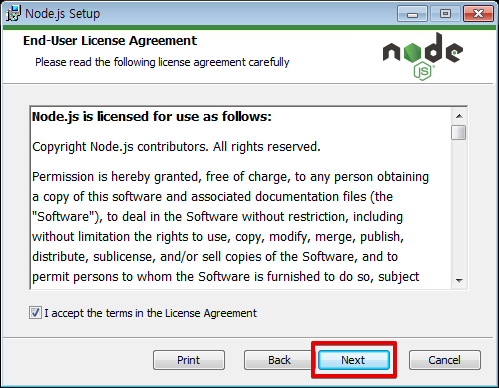 Node.js Setup
End-User License Agreement
Please read the following license agreement carefully
node
JS
Node.js is licensed for use as follows:
Copyright Node.js contributors. All rights reserved.
Permission is hereby granted, free of charge, to any person obtaining
a copy of this software and associated documentation files (the
"Software"), to deal in the Software without restriction, including
without limitation the rights to use, copy, modify, merge, publish,
distribute, sublicense, and/or sell copies of the Software, and to
permit persons to whom the Software is furnished to do so, subject
I accept the terms in the License Agreement
Print Back Next Cancel